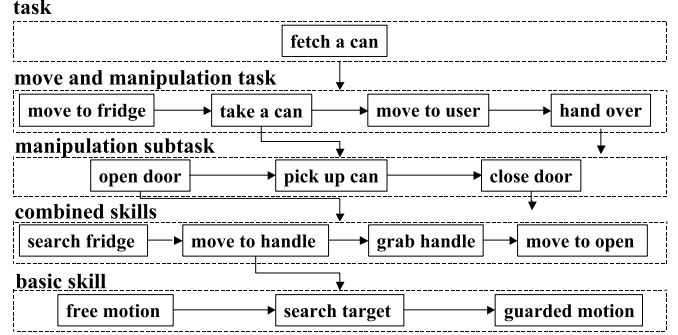 task
fetch a can
move and manipulation task
move to fridge take a can move to user hand over
manipulation subtask
open door pick up can close door
combined skills
search fridge move to handle grab handle move to open
basic skill
free motion search target guarded motion